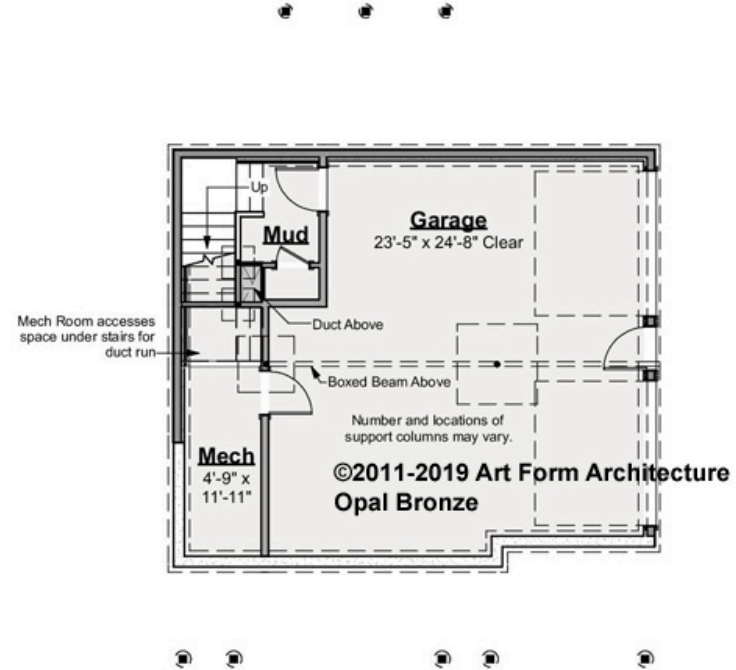 Up
Garage
23'-5" x 24'-8" Clear
Mud
Mech Room accesses
space under stairs for
duct run
Duct Above
Boxed Beam Above
Number and locations of
support columns may vary.
Mech
4'-9" x
11'-11"
©2011-2019 Art Form Architecture
Opal Bronze